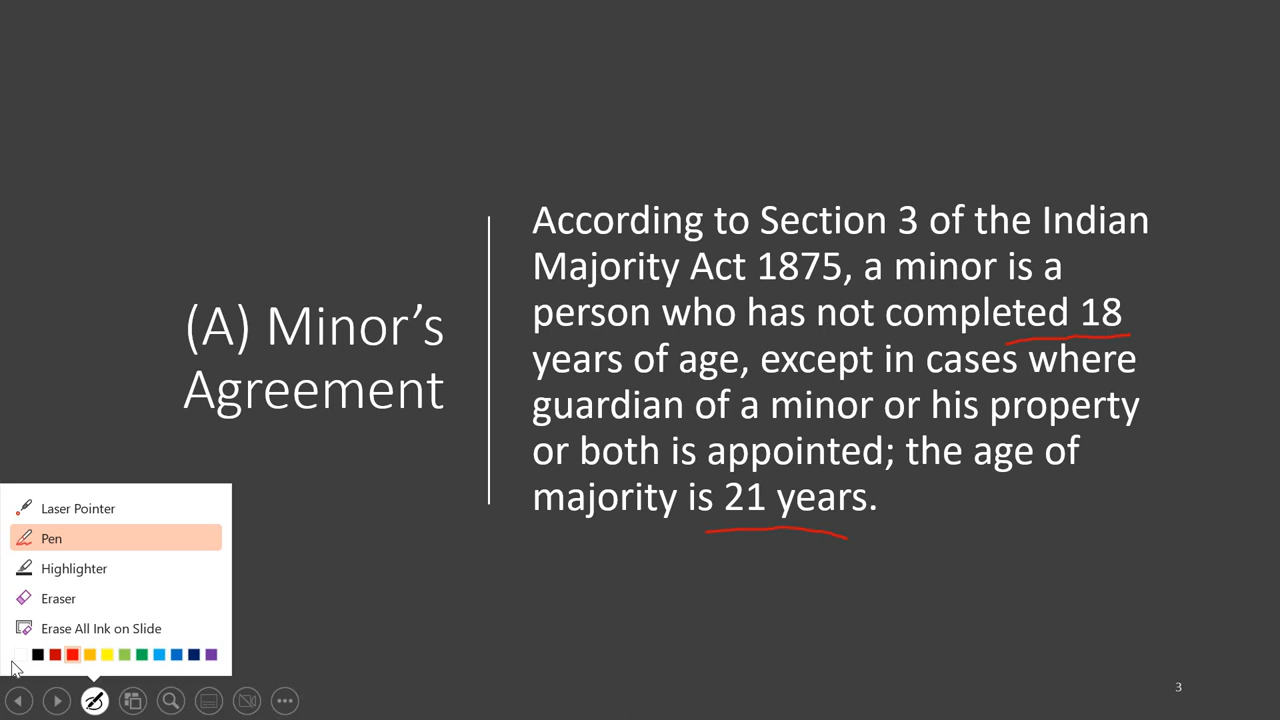 (A) Minor’s
Agreement
According to Section 3 of the Indian
Majority Act 1875, a minor is a
person who has not completed 18
years of age, except in cases where
guardian of a minor or his property
or both is appointed; the age of
majority is 21 years.
Laser Pointer
Pen
Highlighter
Eraser
Erase All Ink on Slide
3